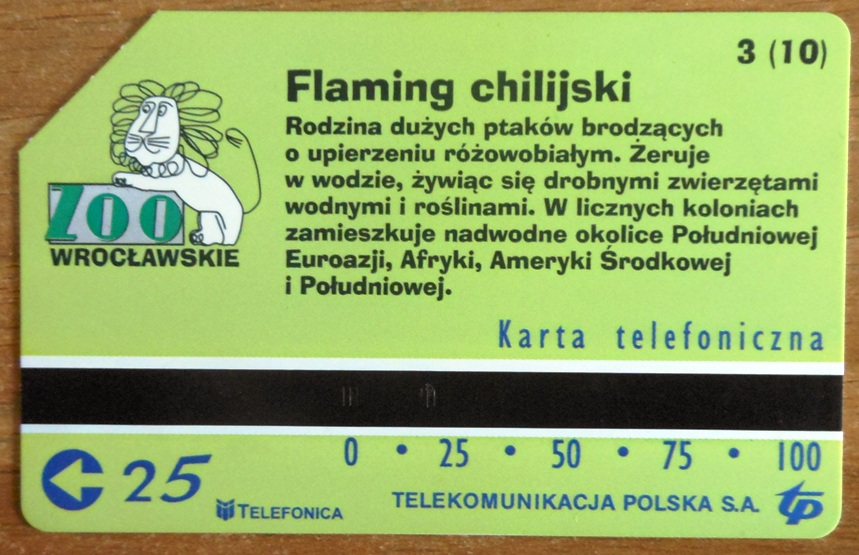 3 (10)
Flaming chilijski
Rodzina dużych ptaków brodzących
o upierzeniu różowobiałym. Żeruje
w wodzie, żywiąc się drobnymi zwierzętami
wodnymi i roślinami. W licznych koloniach
zamieszkuje nadwodne okolice Południowej
Euroazji, Afryki, Ameryki Środkowej
i Południowej.
ZOO
WROCŁAWSKIE
Karta telefoniczna
0 • 25 • 50 • 75 • 100
25
TELEFONICA
TELEKOMUNIKACJA POLSKA S.A. tp